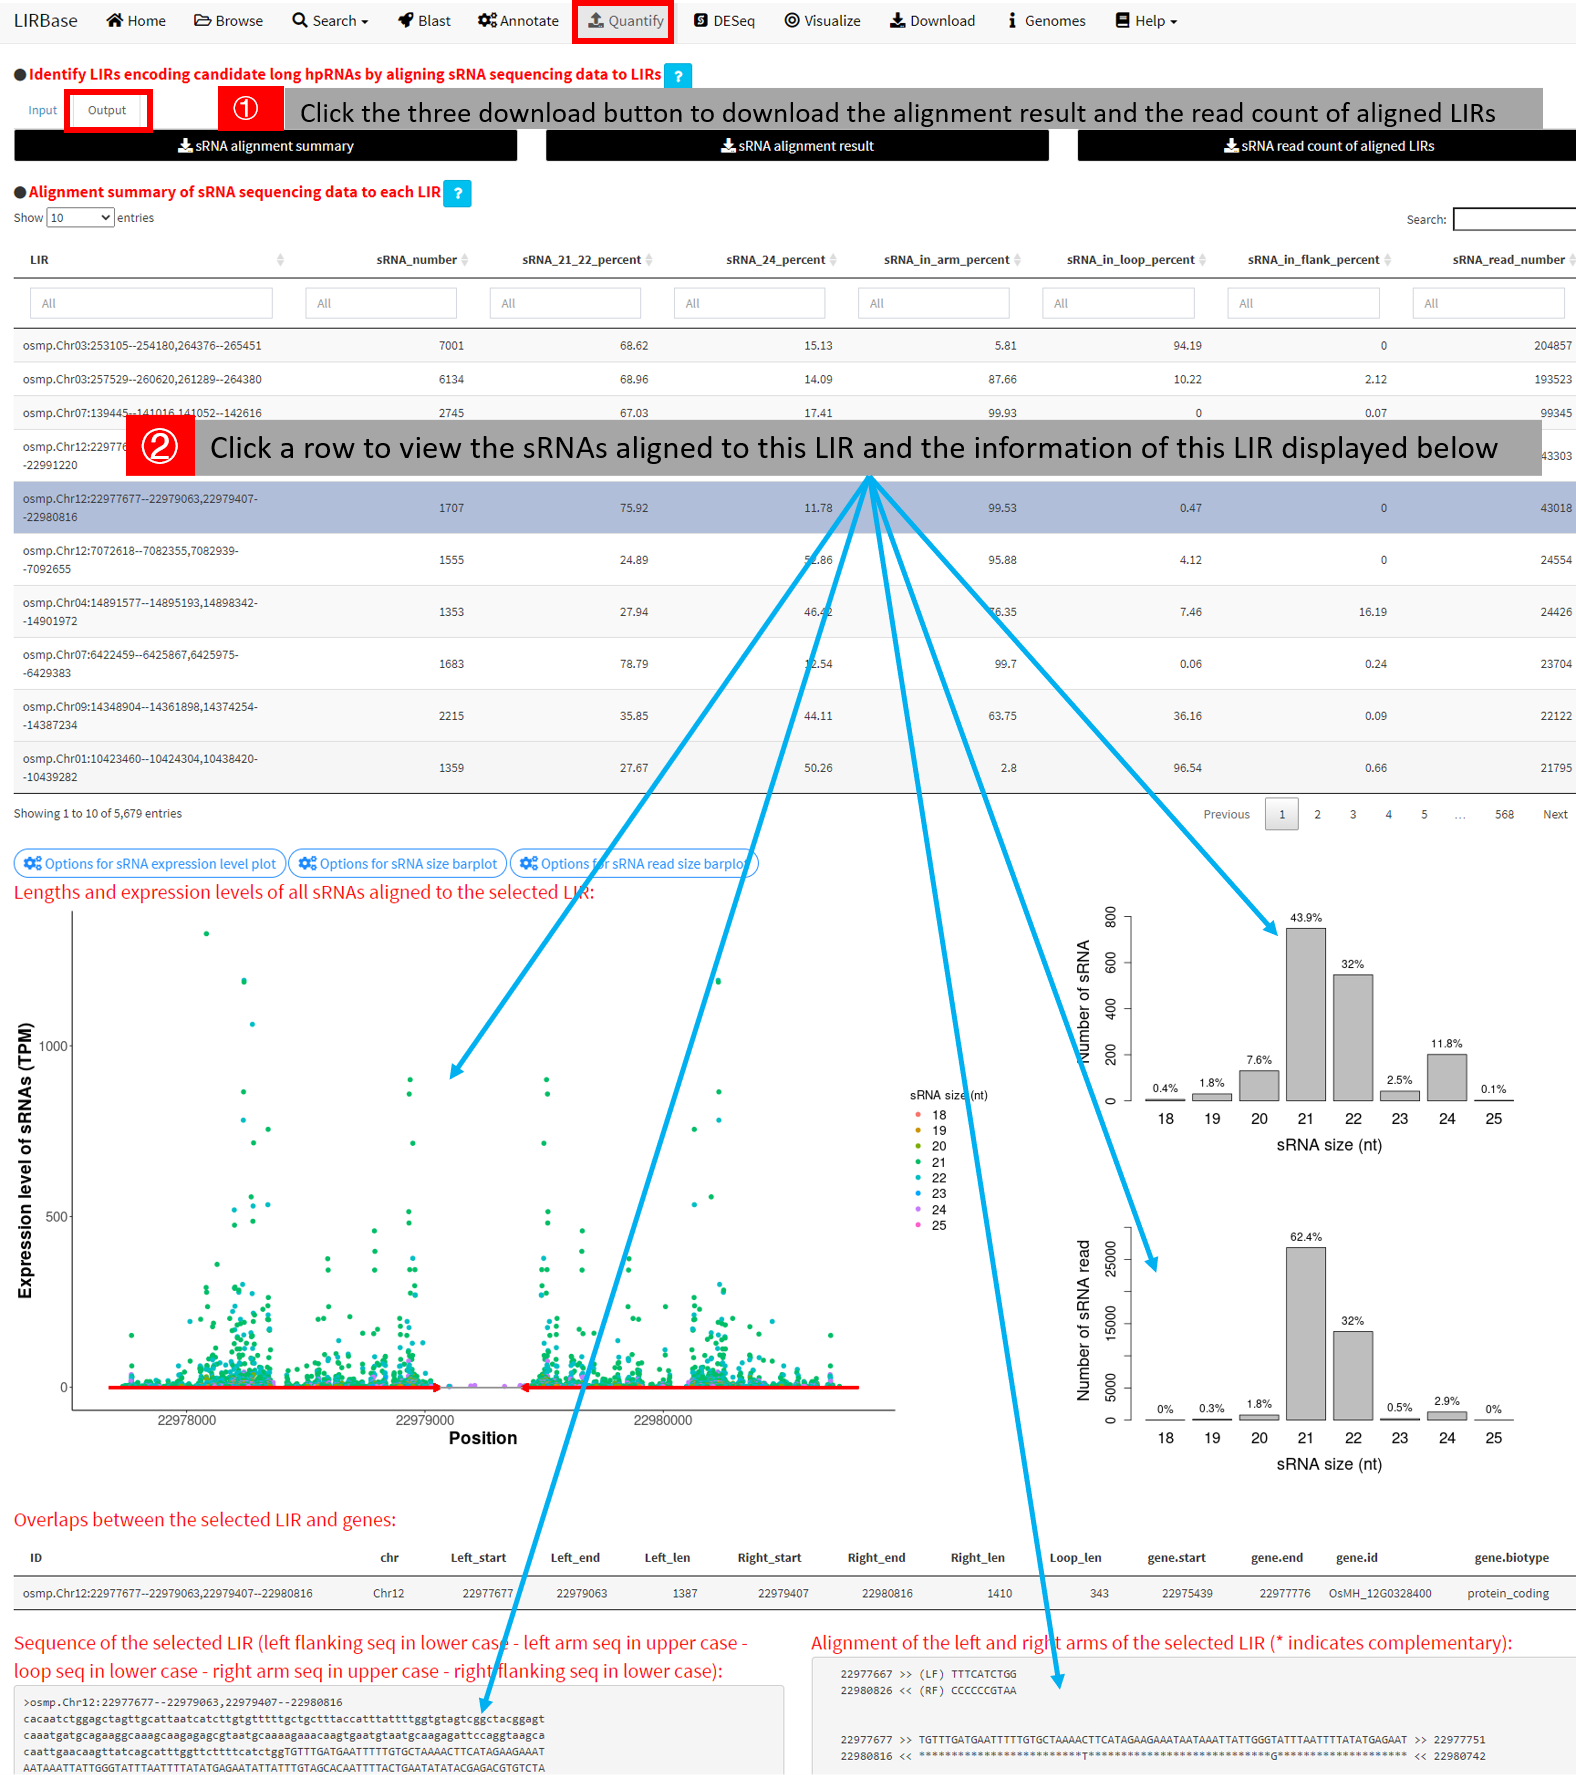 LIRBase Home Browse Search Blast Annotate Quantify DESeq Visualize Download Genomes Help
Identify LIRs encoding candidate long hpRNAs by aligning sRNA sequencing data to LIRs ?
Input Output ① Click the three download button to download the alignment result and the read count of aligned LIRs
sRNA alignment summary sRNA alignment result sRNA read count of aligned LIRs
Alignment summary of sRNA sequencing data to each LIR ?
Show 10 entries Search:
LIR sRNA_number sRNA_21_22_percent sRNA_24_percent sRNA_in_arm_percent sRNA_in_loop_percent sRNA_in_flank_percent sRNA_read_number
All All All All All All All All
osmp.Chr03:253105--254180,264376--265451 7001 68.62 15.13 5.81 94.19 0 204857
osmp.Chr03:257529--260620,261289--264380 6134 68.96 14.09 87.66 10.22 2.12 193523
osmp.Chr07:139445--141016,141052--142616 2745 67.03 17.41 99.93 0 0.07 99345
osmp.Chr12:22977 43303
-22991220
② Click a row to view the sRNAs aligned to this LIR and the information of this LIR displayed below
osmp.Chr12:22977677--22979063,22979407-
-22980816 1707 75.92 11.78 99.53 0.47 0 43018
osmp.Chr12:7072618--7082355,7082939-
-7092655 1555 24.89 52.86 95.88 4.12 0 24554
osmp.Chr04:14891577--14895193,14898342-
-14901972 1353 27.94 46.42 76.35 7.46 16.19 24426
osmp.Chr07:6422459--6425867,6425975-
-6429383 1683 78.79 12.54 99.7 0.06 0.24 23704
osmp.Chr09:14348904--14361898,14374254-
-14387234 2215 35.85 44.11 63.75 36.16 0.09 22122
osmp.Chr01:10423460--10424304,10438420-
-10439282 1359 27.67 50.26 2.8 96.54 0.66 21795
Showing 1 to 10 of 5,679 entries Previous 1 2 3 4 5 … 568 Next
Options for sRNA expression level plot Options for sRNA size barplot Options for sRNA read size barplot
Lengths and expression levels of all sRNAs aligned to the selected LIR:
Expression level of sRNAs (TPM)
1000
500
0
22978000 22979000 22980000
Position
sRNA size (nt)
18
19
20
21
22
23
24
25
Number of sRNA
0 200 400 600 800
0.4% 1.8% 7.6% 43.9% 32% 2.5% 11.8% 0.1%
18 19 20 21 22 23 24 25
sRNA size (nt)
Number of sRNA read
0 5000 15000 25000
0% 0.3% 1.8% 62.4% 32% 0.5% 2.9% 0%
18 19 20 21 22 23 24 25
sRNA size (nt)
Overlaps between the selected LIR and genes:
ID chr Left_start Left_end Left_len Right_start Right_end Right_len Loop_len gene.start gene.end gene.id gene.biotype
osmp.Chr12:22977677--22979063,22979407--22980816 Chr12 22977677 22979063 1387 22979407 22980816 1410 343 22975439 22977776 OsMH_12G0328400 protein_coding
Sequence of the selected LIR (left flanking seq in lower case - left arm seq in upper case -
loop seq in lower case - right arm seq in upper case - right flanking seq in lower case):
>osmp.Chr12:22977677--22979063,22979407--22980816
cacaatctggagctagttgcattaatcatcttgtgtttttgctgctttaccatttattttggtgtagtcggctacggagt
caaatgatgcagaaggcaaagcaagagagcgtaatgcaaaagaaacaagtgaatgtaatgcaagagattccaggtaagca
caattgaacaagttatcagcatttggttcttttcatctggTGTTTGATGAATTTTTGTGCTAAAACTTCATAGAAGAAAT
AATAAATTATTGGGTATTTAATTTTATATGAGAATATTATTTGTAGCACAATTTTACTGAATATATACGAGACGTGTCTA
Alignment of the left and right arms of the selected LIR (* indicates complementary):
22977667 >> (LF) TTTCATCTGG
22980826 << (RF) CCCCCCGTAA
22977677 >> TGTTTGATGAATTTTTGTGCTAAAACTTCATAGAAGAAATAATAAATTATTGGGTATTTAATTTTATATGAGAAT >> 22977751
22980816 << *************************T****************************G******************** << 22980742